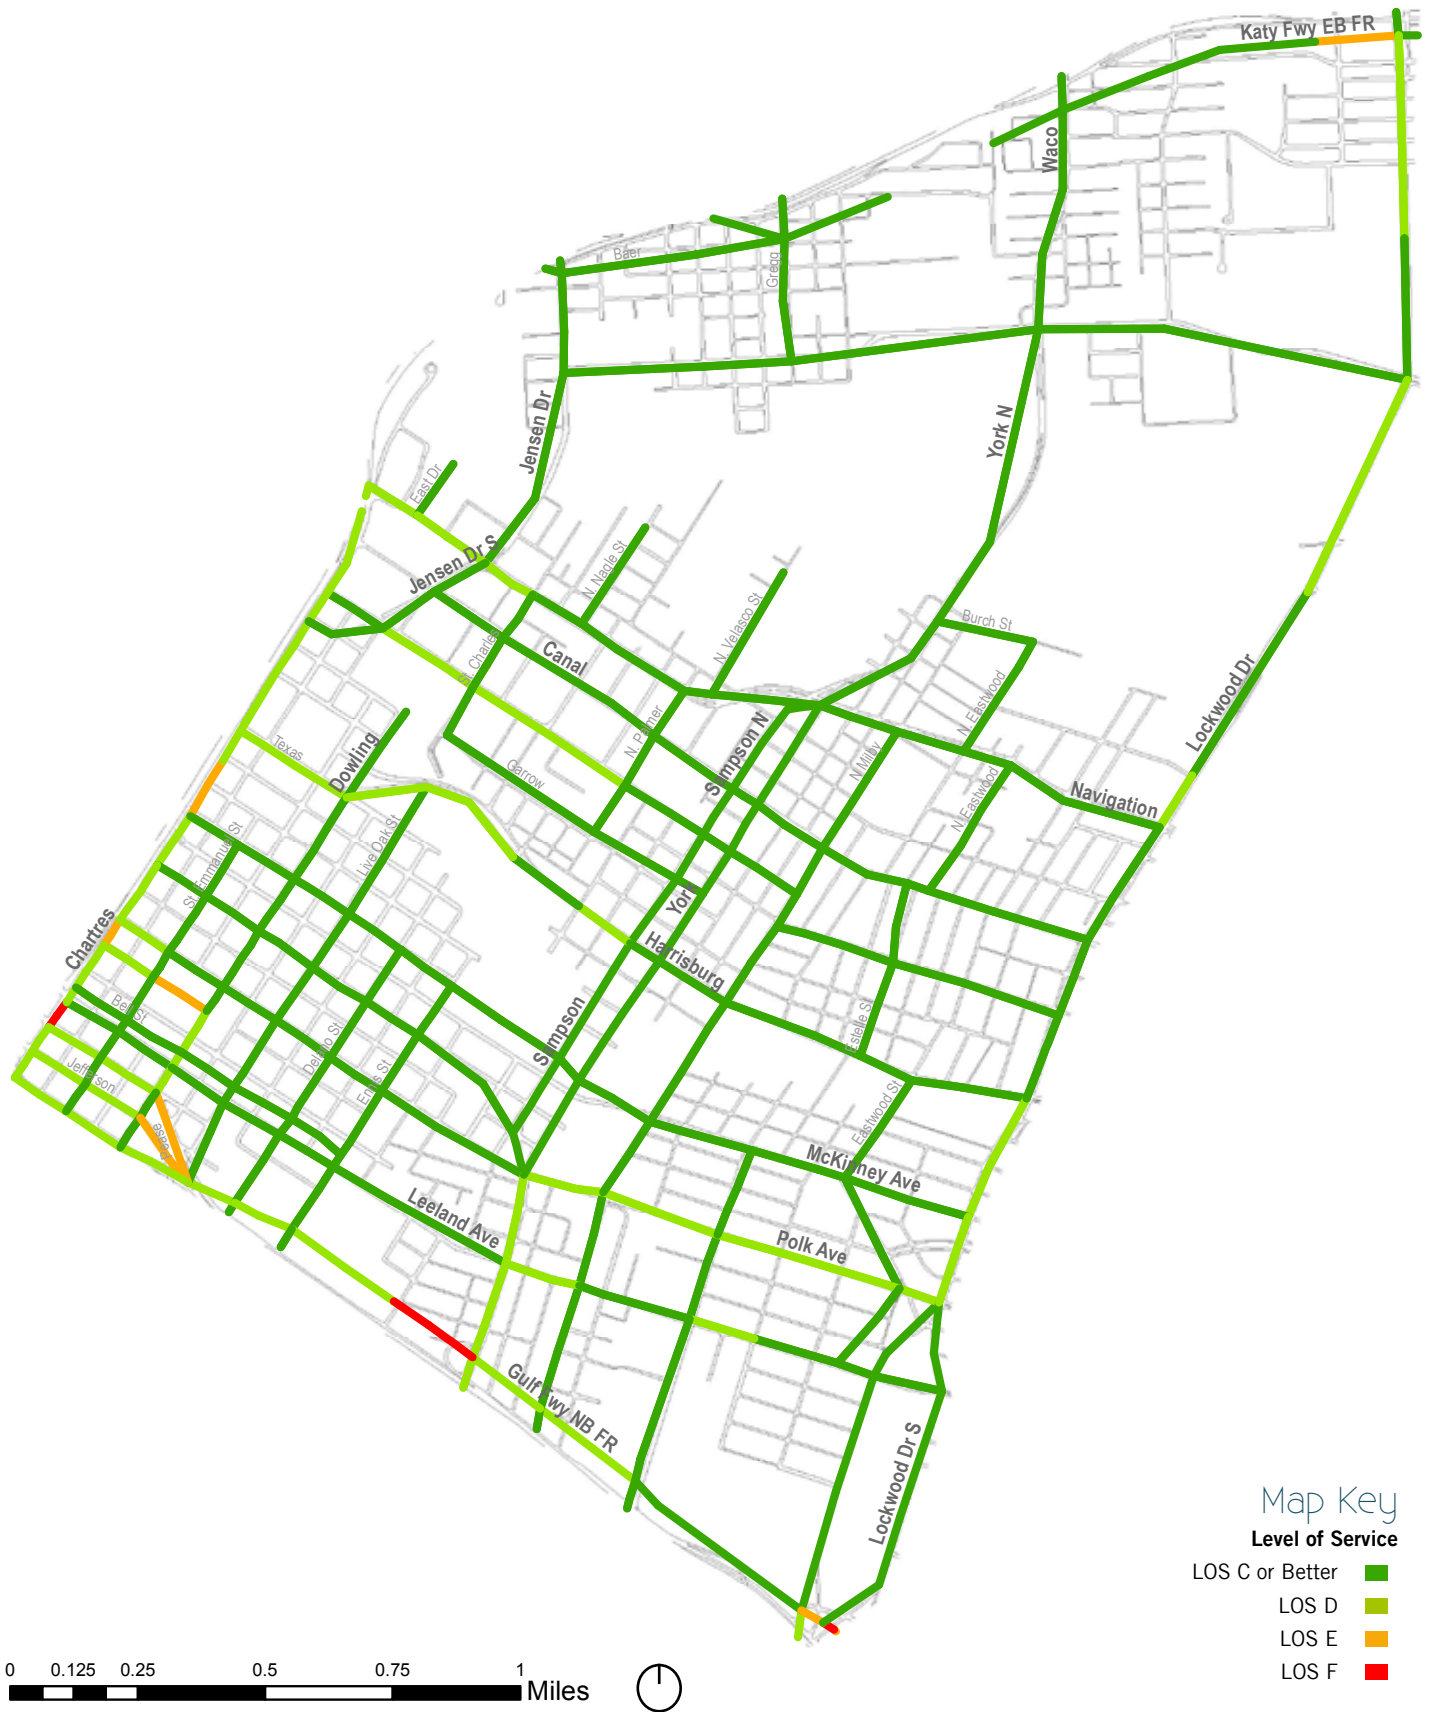 Katy Fwy EB FR
Waco
Baer
Gregg
Jensen Dr
York N
East Dr
Jensen Dr S
N. Nagle St
N. Velasco St
Burch St
St. Charles
Canal
N. Eastwood
Lockwood Dr
N. Palmer
Sampson N
N Milby
Texas
Dowling
Garrow
N. Eastwood
Navigation
Live Oak St
St. Emmanuel St
York
Chartres
Harrisburg
Bell St
Sampson
Estelle St
Delano St
Jefferson
Ennis St
Eastwood St
Pease
McKinney Ave
Leeland Ave
Polk Ave
Gulf Fwy NB FR
Lockwood Dr S
Map Key
Level of Service
LOS C or Better
LOS D
LOS E
LOS F
0 0.125 0.25 0.5 0.75 1
Miles